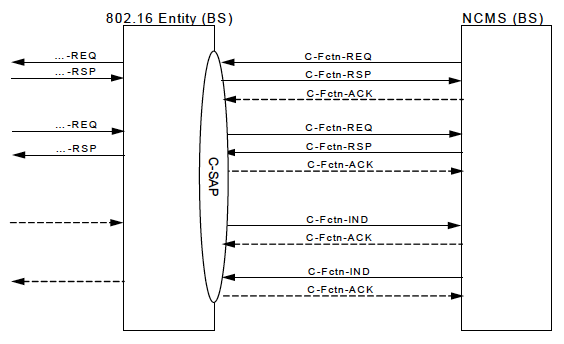 802.16 Entity (BS)
NCMS (BS)
...-REQ
C-Fctn-REQ
...-RSP
C-Fctn-RSP
C-Fctn-ACK
...-REQ
C-Fctn-REQ
...-RSP
C-Fctn-RSP
C-Fctn-ACK
C-SAP
C-Fctn-IND
C-Fctn-ACK
C-Fctn-IND
C-Fctn-ACK